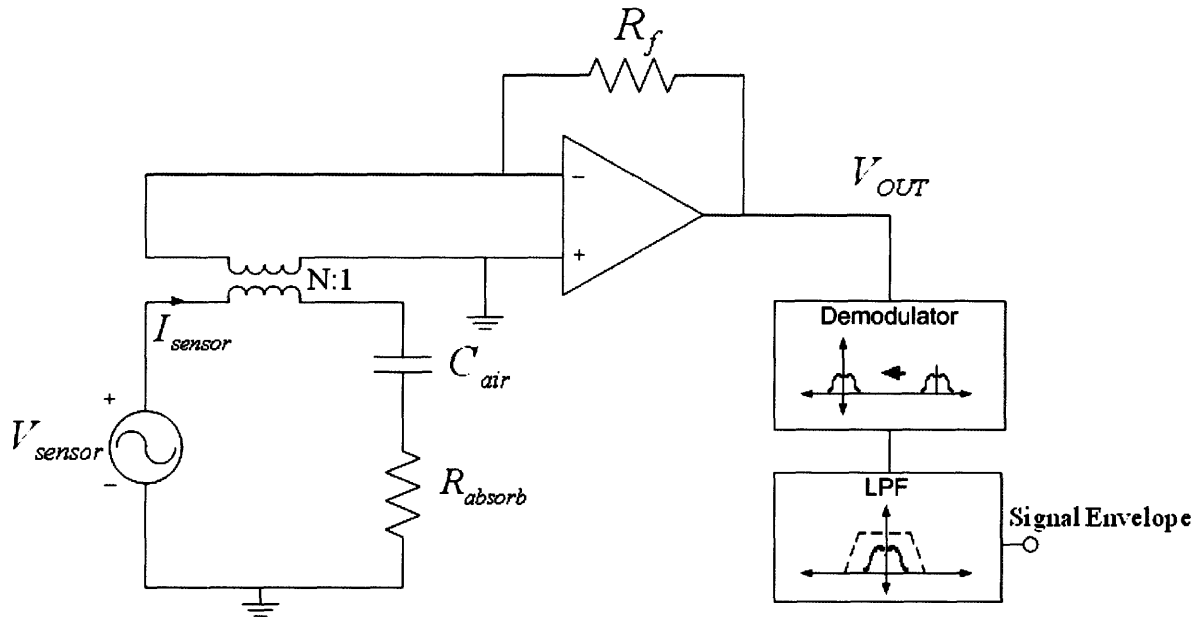 R_f
−
+
V_OUT
N:1
I_sensor
C_air
+
V_sensor
−
R_absorb
Demodulator
LPF
Signal Envelope